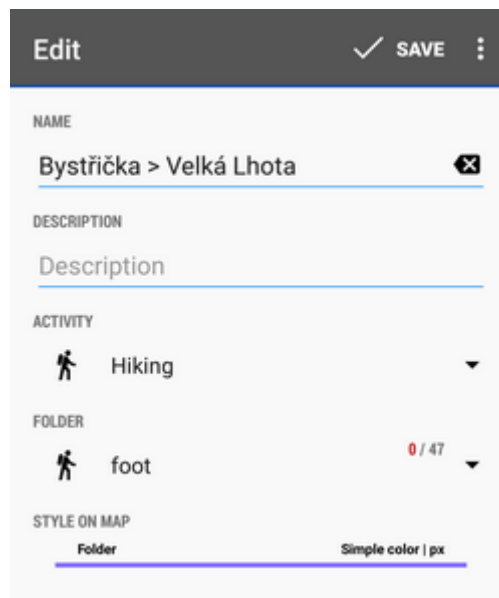 Edit SAVE
NAME
Bystřička > Velká Lhota
DESCRIPTION
Description
ACTIVITY
Hiking
FOLDER
foot 0 / 47
STYLE ON MAP
Folder Simple color | px